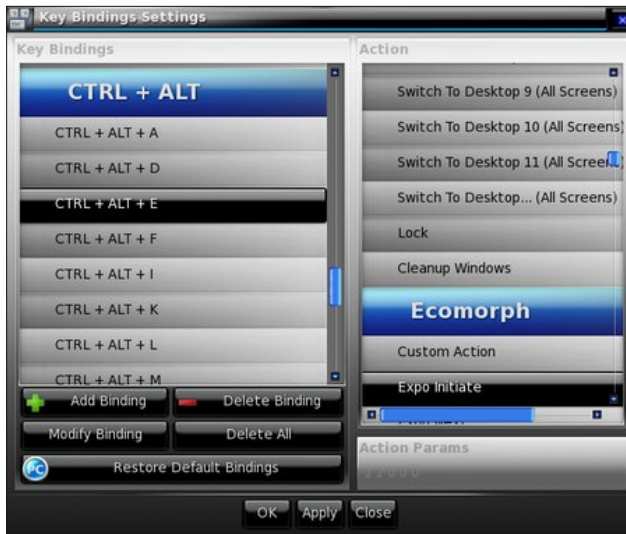 Key Bindings Settings
Key Bindings
CTRL + ALT
CTRL + ALT + A
CTRL + ALT + D
CTRL + ALT + E
CTRL + ALT + F
CTRL + ALT + I
CTRL + ALT + K
CTRL + ALT + L
CTRL + ALT + M
Add Binding
Delete Binding
Modify Binding
Delete All
PC
Restore Default Bindings
Action
Switch To Desktop 9 (All Screens)
Switch To Desktop 10 (All Screens)
Switch To Desktop 11 (All Screens)
Switch To Desktop... (All Screens)
Lock
Cleanup Windows
Ecomorph
Custom Action
Expo Initiate
Action Params
OK
Apply
Close